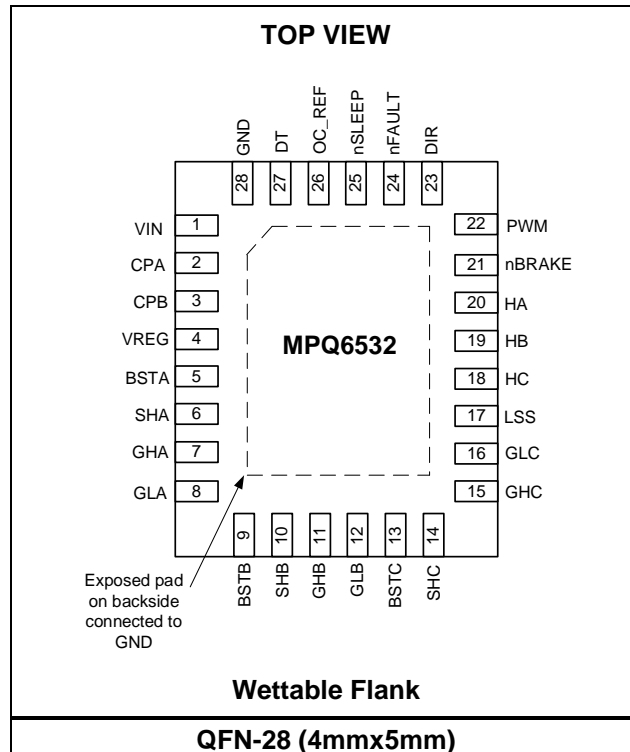 TOP VIEW
GND
DT
OC_REF
nSLEEP
nFAULT
DIR
28
27
26
25
24
23
VIN 1
CPA 2
CPB 3
VREG 4
BSTA 5
SHA 6
GHA 7
GLA 8
22 PWM
21 nBRAKE
20 HA
19 HB
18 HC
17 LSS
16 GLC
15 GHC
MPQ6532
9
10
11
12
13
14
BSTB
SHB
GHB
GLB
BSTC
SHC
Exposed pad
on backside
connected to
GND
Wettable Flank
QFN-28 (4mmx5mm)